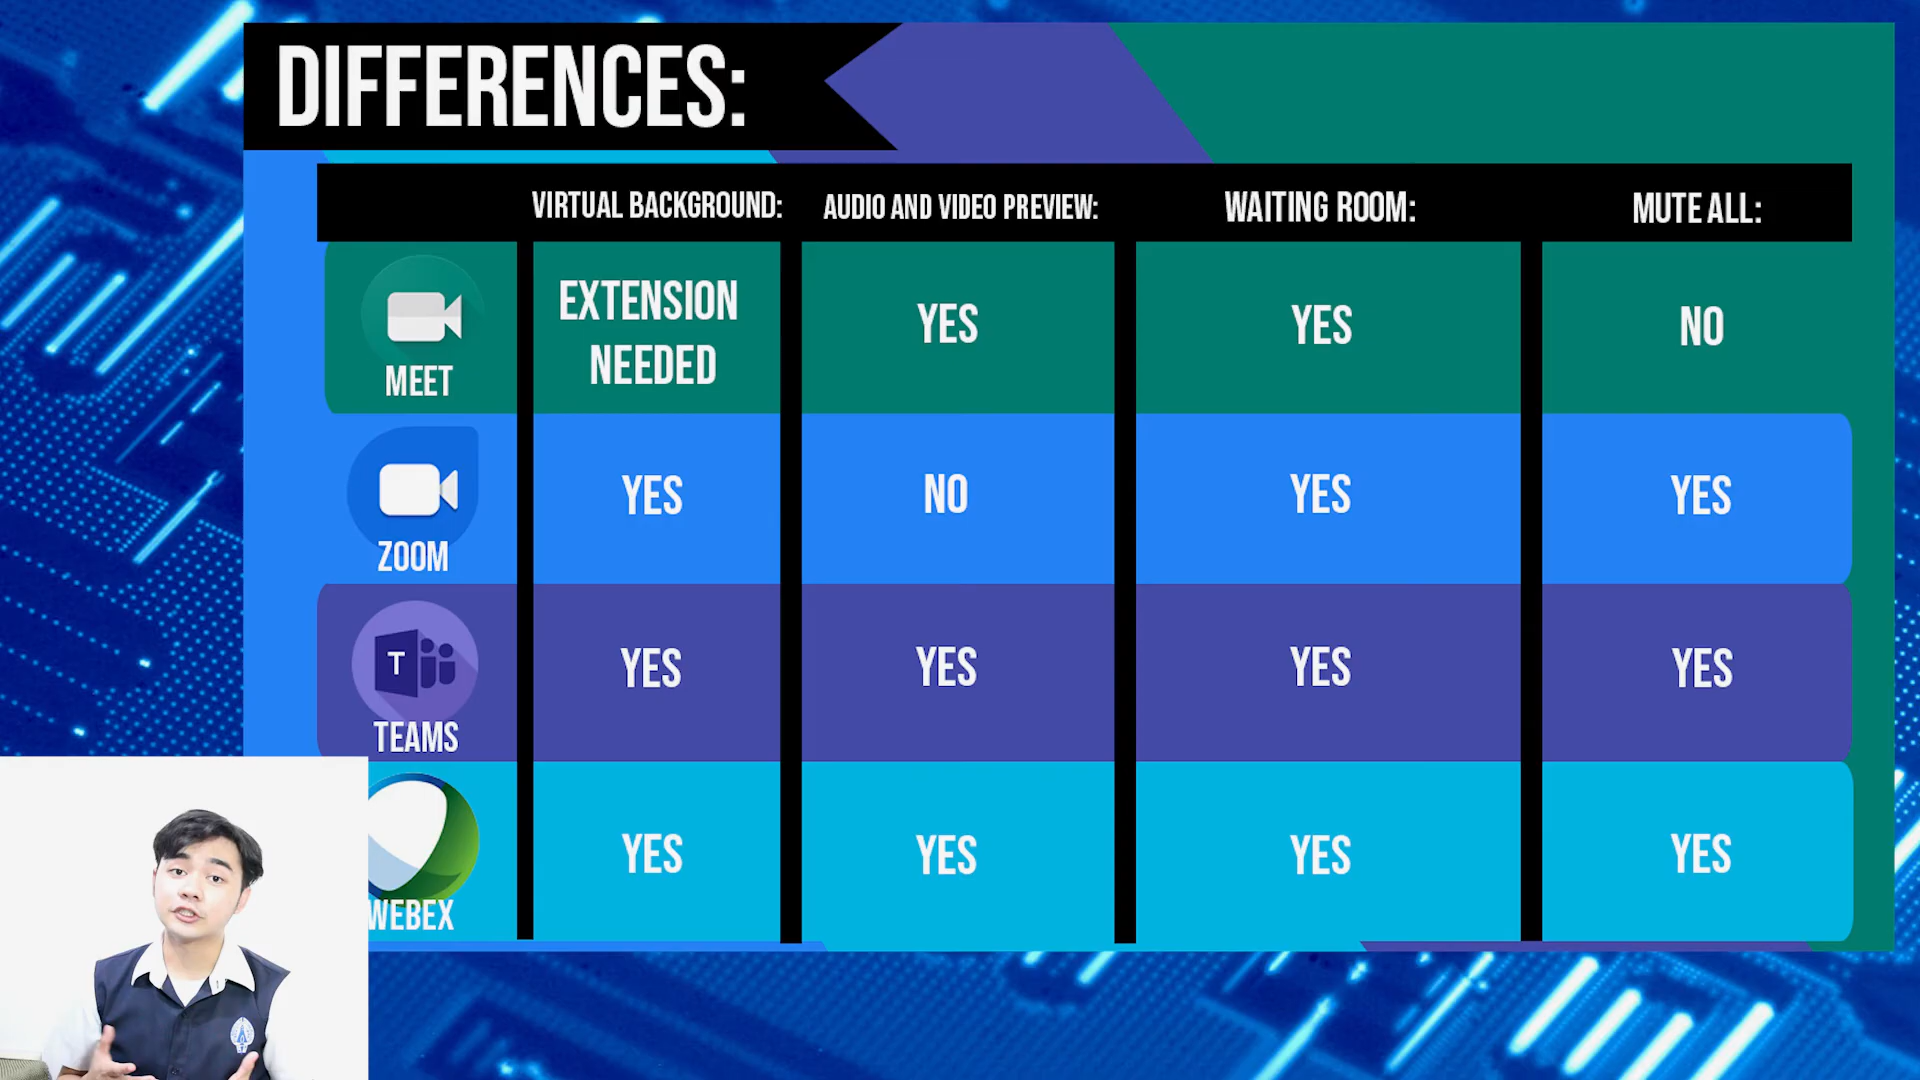 DIFFERENCES:
VIRTUAL BACKGROUND: AUDIO AND VIDEO PREVIEW: WAITING ROOM: MUTE ALL:
MEET EXTENSION NEEDED YES YES NO
ZOOM YES NO YES YES
T
TEAMS YES YES YES YES
WEBEX YES YES YES YES